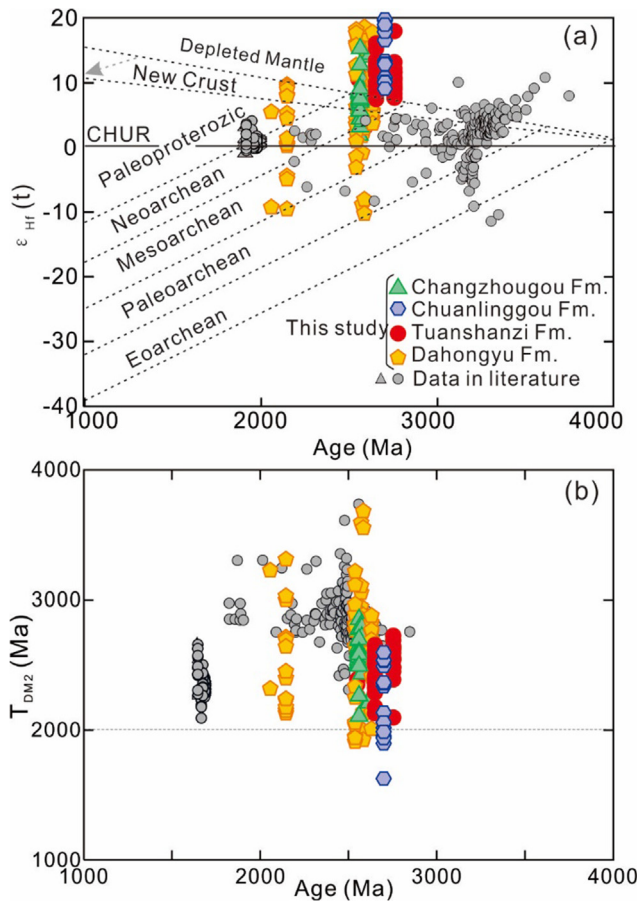 20
(a)
Depleted Mantle
10
New Crust
CHUR
0
Paleoproterozic
Neoarchean
-10
Mesoarchean
Changzhougou Fm.
-20
Paleoarchean
Chuanlinggou Fm.
This study
Tuanshanzi Fm.
-30
Eoarchean
Dahongyu Fm.
Data in literature
-40
ε Hf (t)
1000 2000 3000 4000
Age (Ma)
4000
(b)
3000
2000
1000
TDM2 (Ma)
1000 2000 3000 4000
Age (Ma)